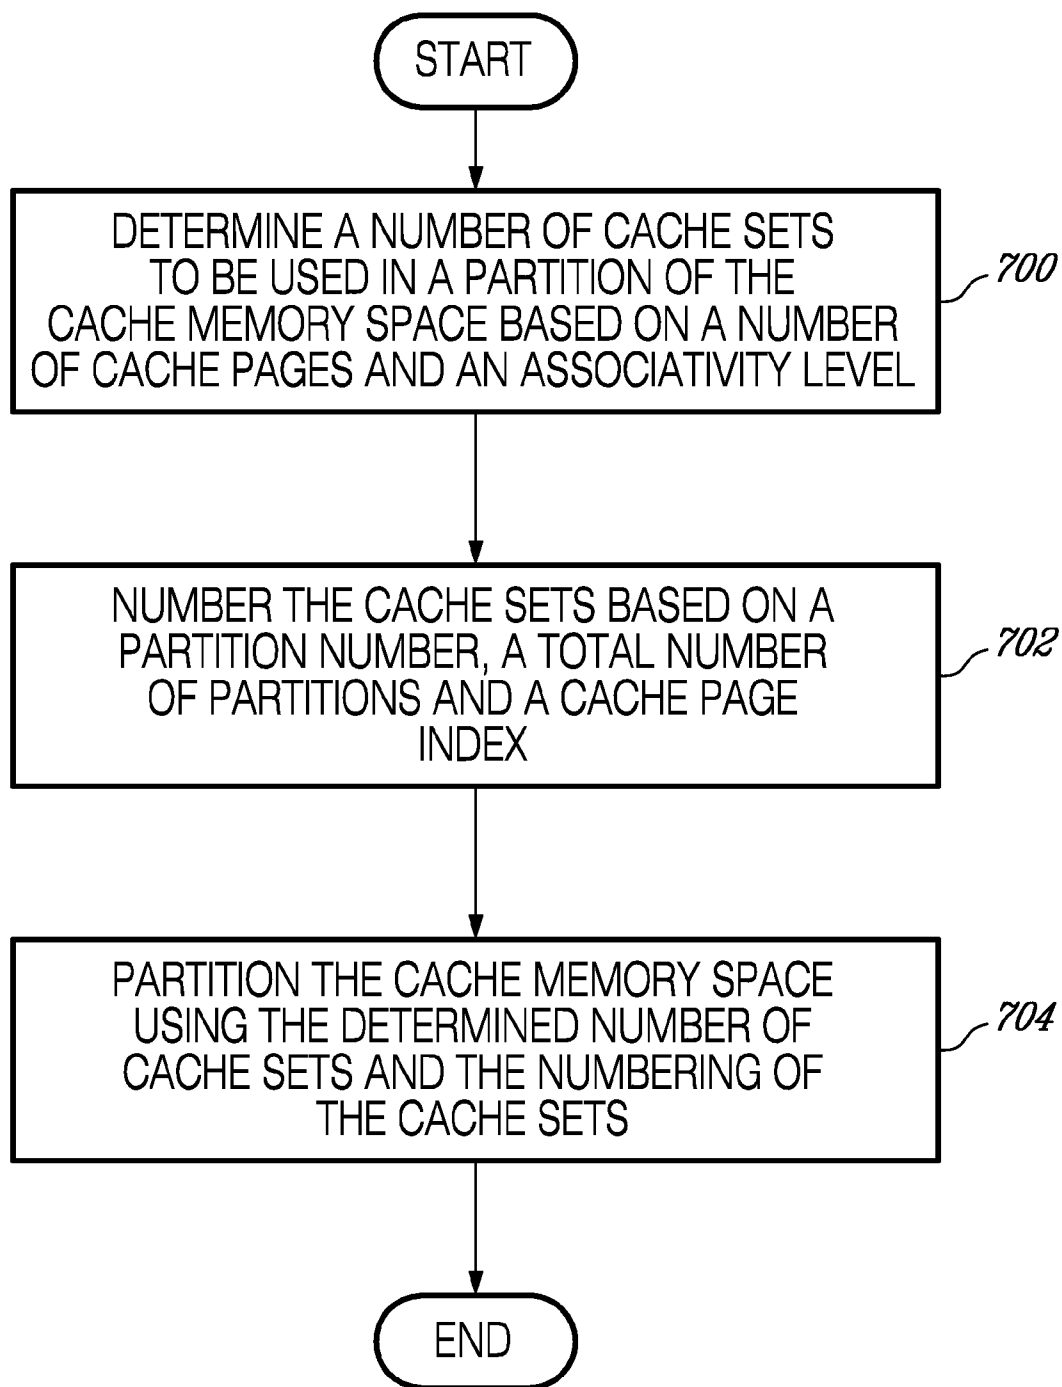 START
DETERMINE A NUMBER OF CACHE SETS
TO BE USED IN A PARTITION OF THE
CACHE MEMORY SPACE BASED ON A NUMBER
OF CACHE PAGES AND AN ASSOCIATIVITY LEVEL
700
NUMBER THE CACHE SETS BASED ON A
PARTITION NUMBER, A TOTAL NUMBER
OF PARTITIONS AND A CACHE PAGE
INDEX
702
PARTITION THE CACHE MEMORY SPACE
USING THE DETERMINED NUMBER OF
CACHE SETS AND THE NUMBERING OF
THE CACHE SETS
704
END